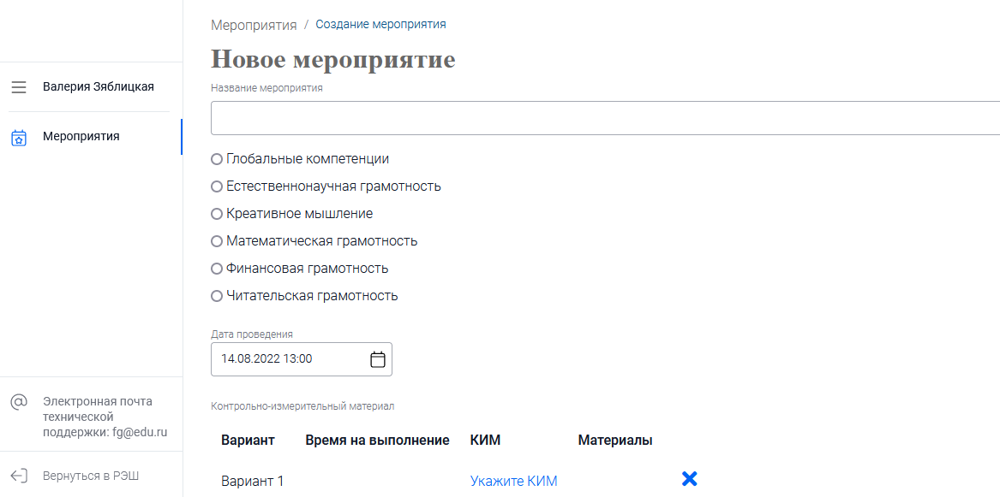 Мероприятия / Создание мероприятия
Новое мероприятие
Название мероприятия
Валерия Зяблицкая
Мероприятия
Глобальные компетенции
Естественнонаучная грамотность
Креативное мышление
Математическая грамотность
Финансовая грамотность
Читательская грамотность
Дата проведения
14.08.2022 13:00
Контрольно-измерительный материал
Вариант Время на выполнение КИМ Материалы
Вариант 1 Укажите КИМ
Электронная почта
технической
поддержки: fg@edu.ru
Вернуться в РЭШ